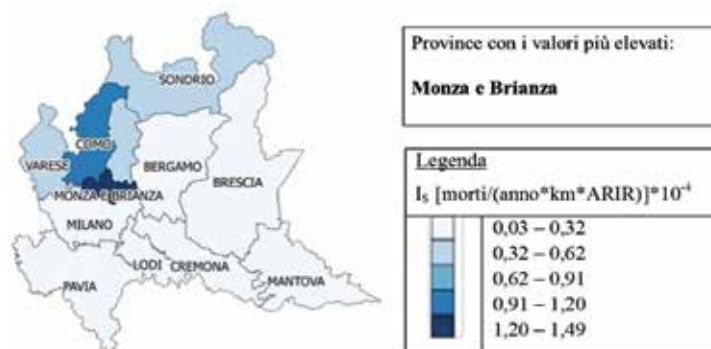 SONDRIO
COMO
VARESE
BERGAMO
BRESCIA
MONZA E BRIANZA
MILANO
LODI
CREMONA
MANTOVA
PAVIA
Province con i valori più elevati:
Monza e Brianza
Legenda
I_S [morti/(anno*km*ARIR)]*10⁻⁴
0,03 – 0,32
0,32 – 0,62
0,62 – 0,91
0,91 – 1,20
1,20 – 1,49